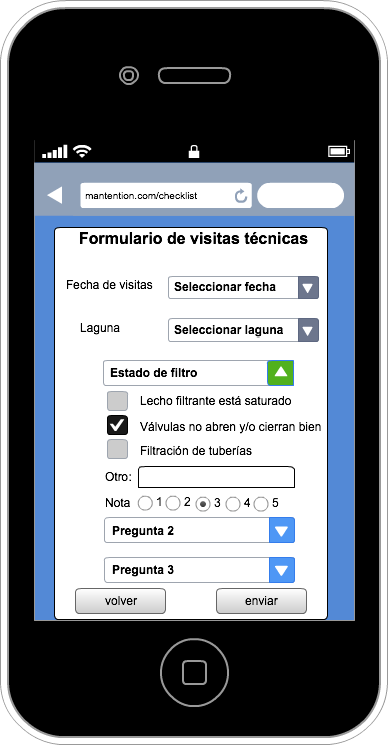 mantention.com/checklist
Formulario de visitas técnicas
Fecha de visitas Seleccionar fecha
Laguna Seleccionar laguna
Estado de filtro
Lecho filtrante está saturado
Válvulas no abren y/o cierran bien
Filtración de tuberías
Otro:
Nota 1 2 3 4 5
Pregunta 2
Pregunta 3
volver enviar